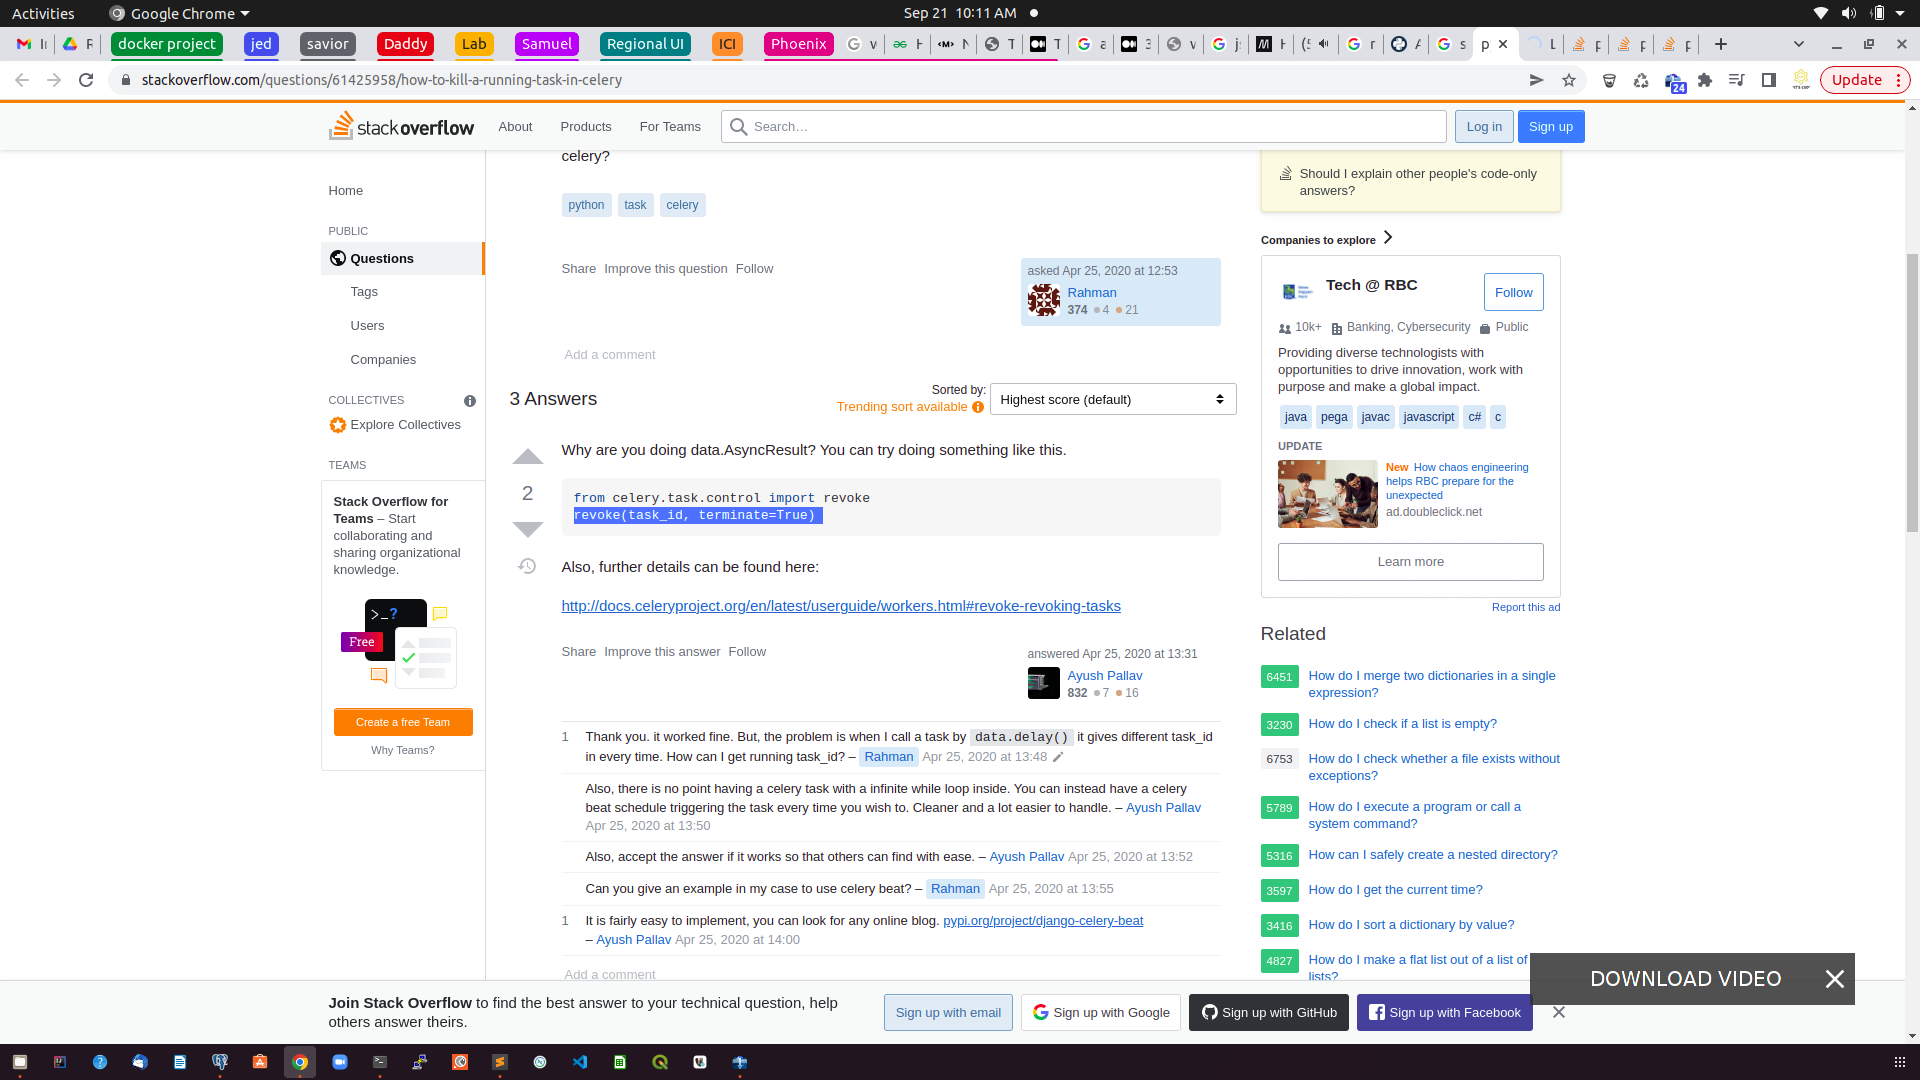 Activities
Google Chrome
Sep 21 10:11 AM
docker project
jed
savior
Daddy
Lab
Samuel
Regional UI
ICI
Phoenix
stackoverflow.com/questions/61425958/how-to-kill-a-running-task-in-celery
24
Update
stackoverflow
About
Products
For Teams
Search…
Log in
Sign up
Home
PUBLIC
Questions
Tags
Users
Companies
COLLECTIVES
Explore Collectives
TEAMS
Stack Overflow for
Teams – Start
collaborating and
sharing organizational
knowledge.
>_?
Free
Create a free Team
Why Teams?
celery?
python task celery
Share Improve this question Follow
asked Apr 25, 2020 at 12:53
Rahman
374 4 21
Add a comment
3 Answers
Sorted by:
Trending sort available
Highest score (default)
2
Why are you doing data.AsyncResult? You can try doing something like this.
from celery.task.control import revoke
revoke(task_id, terminate=True)
Also, further details can be found here:
http://docs.celeryproject.org/en/latest/userguide/workers.html#revoke-revoking-tasks
Share Improve this answer Follow
answered Apr 25, 2020 at 13:31
Ayush Pallav
832 7 16
1 Thank you. it worked fine. But, the problem is when I call a task by data.delay() it gives different task_id
in every time. How can I get running task_id? – Rahman Apr 25, 2020 at 13:48
Also, there is no point having a celery task with a infinite while loop inside. You can instead have a celery
beat schedule triggering the task every time you wish to. Cleaner and a lot easier to handle. – Ayush Pallav
Apr 25, 2020 at 13:50
Also, accept the answer if it works so that others can find with ease. – Ayush Pallav Apr 25, 2020 at 13:52
Can you give an example in my case to use celery beat? – Rahman Apr 25, 2020 at 13:55
1 It is fairly easy to implement, you can look for any online blog. pypi.org/project/django-celery-beat
– Ayush Pallav Apr 25, 2020 at 14:00
Add a comment
Should I explain other people's code-only
answers?
Companies to explore
Tech @ RBC
Follow
10k+ Banking, Cybersecurity Public
Providing diverse technologists with
opportunities to drive innovation, work with
purpose and make a global impact.
java pega javac javascript c# c
UPDATE
New How chaos engineering
helps RBC prepare for the
unexpected
ad.doubleclick.net
Learn more
Report this ad
Related
6451 How do I merge two dictionaries in a single
expression?
3230 How do I check if a list is empty?
6753 How do I check whether a file exists without
exceptions?
5789 How do I execute a program or call a
system command?
5316 How can I safely create a nested directory?
3597 How do I get the current time?
3416 How do I sort a dictionary by value?
4827 How do I make a flat list out of a list of
lists?
DOWNLOAD VIDEO
Join Stack Overflow to find the best answer to your technical question, help
others answer theirs.
Sign up with email
Sign up with Google
Sign up with GitHub
Sign up with Facebook